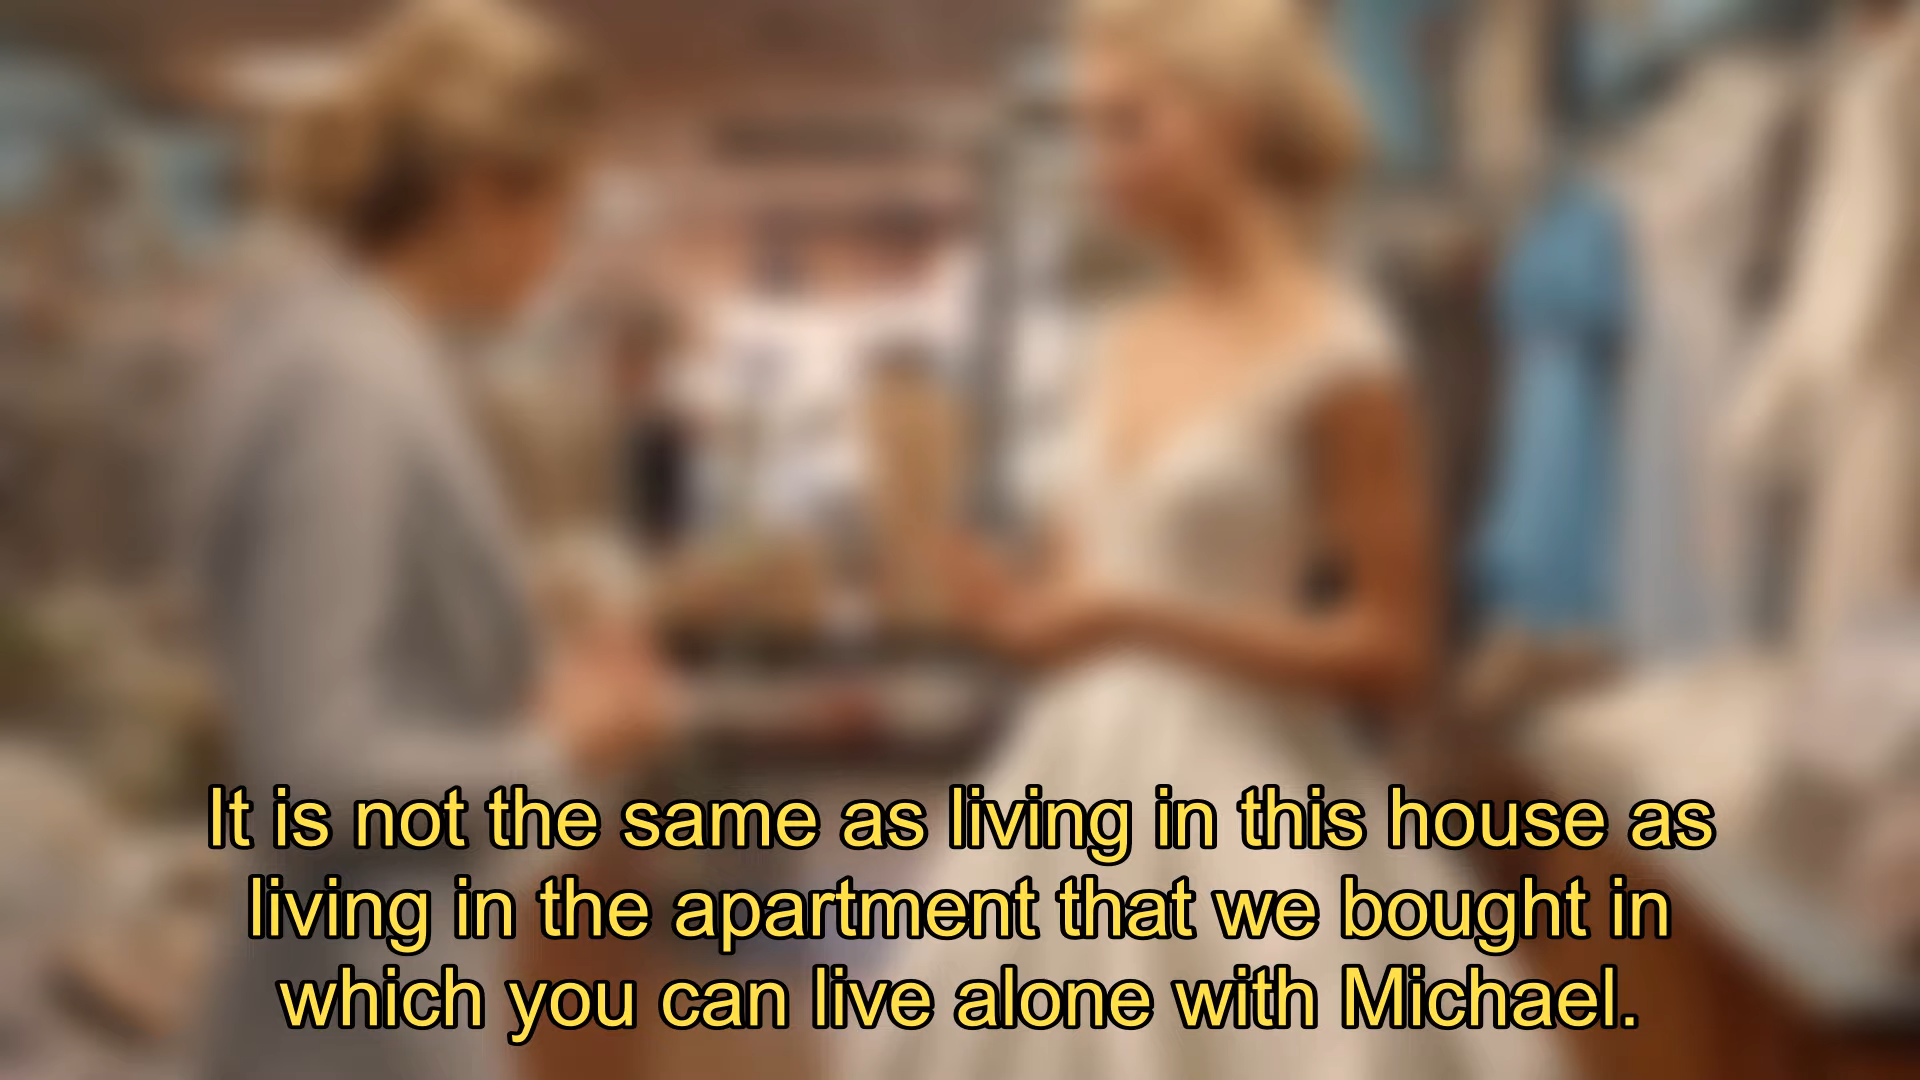 It is not the same as living in this house as
living in the apartment that we bought in
which you can live alone with Michael.